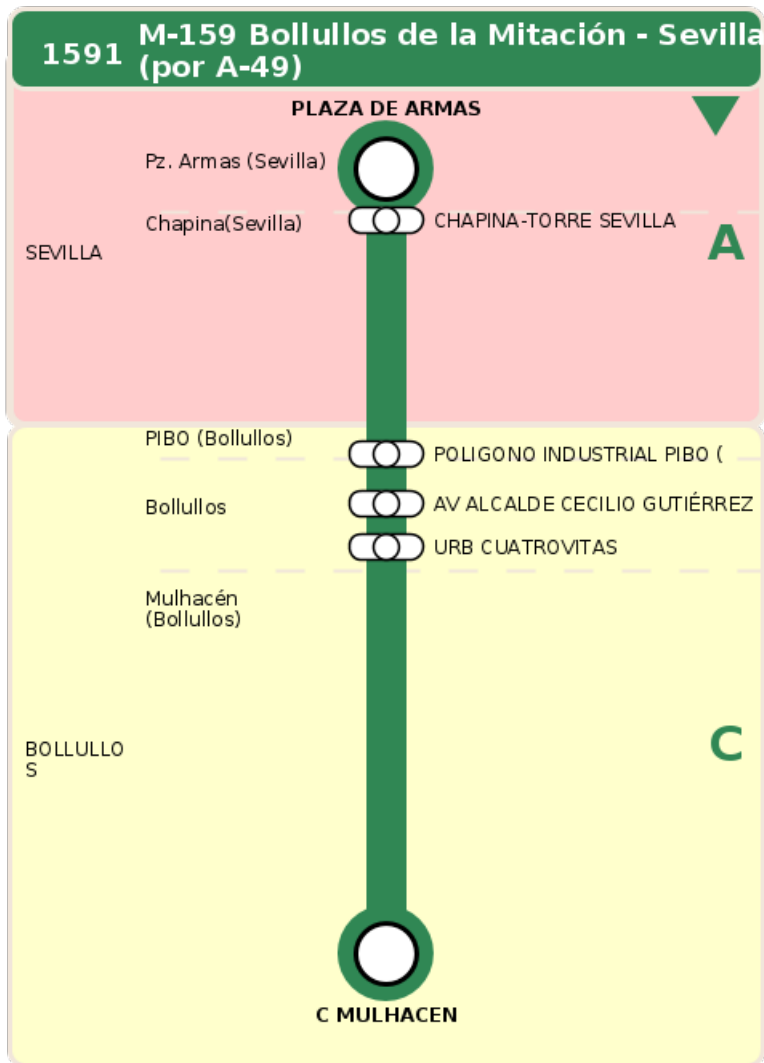 1591
M-159 Bollullos de la Mitación - Sevilla
(por A-49)
PLAZA DE ARMAS
Pz. Armas (Sevilla)
Chapina(Sevilla)
CHAPINA-TORRE SEVILLA
SEVILLA
A
PIBO (Bollullos)
POLIGONO INDUSTRIAL PIBO (
Bollullos
AV ALCALDE CECILIO GUTIÉRREZ
URB CUATROVITAS
Mulhacén
(Bollullos)
BOLLULLO
S
C
C MULHACEN